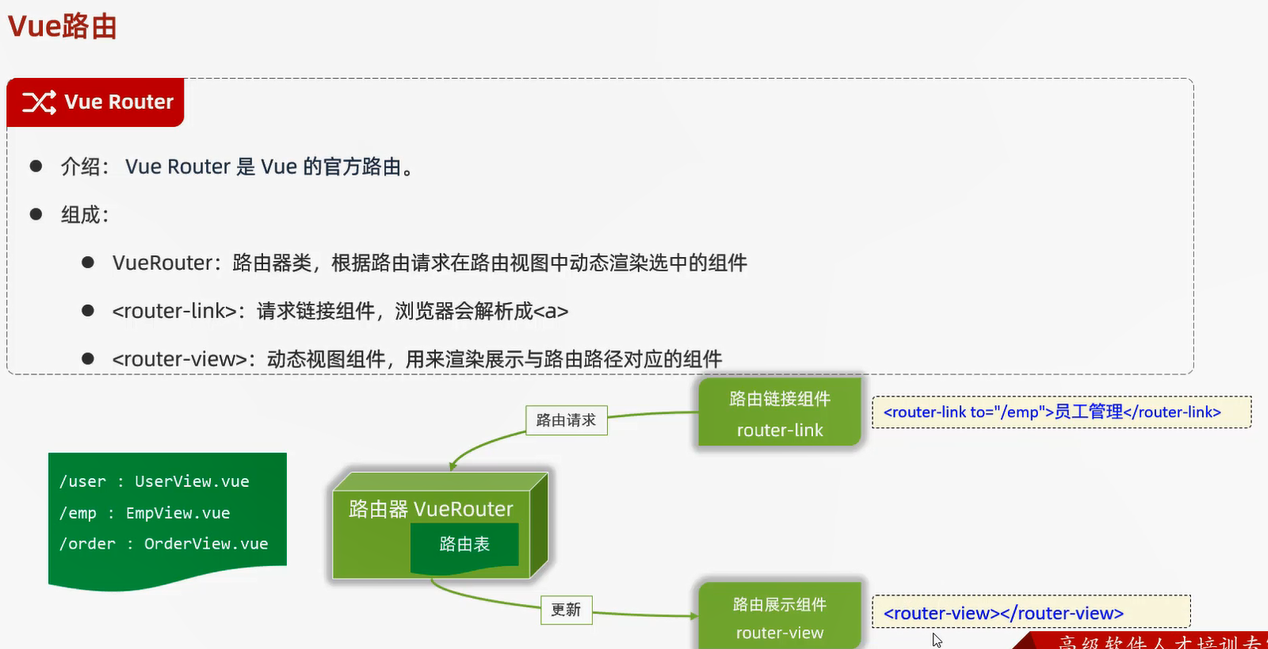 Vue路由
Vue Router
介绍： Vue Router 是 Vue 的官方路由。
组成：
VueRouter：路由器类，根据路由请求在路由视图中动态渲染选中的组件
<router-link>：请求链接组件，浏览器会解析成<a>
<router-view>：动态视图组件，用来渲染展示与路由路径对应的组件
路由链接组件
router-link
<router-link to="/emp">员工管理</router-link>
路由请求
/user : UserView.vue
/emp : EmpView.vue
/order : OrderView.vue
路由器 VueRouter
路由表
更新
路由展示组件
router-view
<router-view></router-view>
高级软件人才培训专